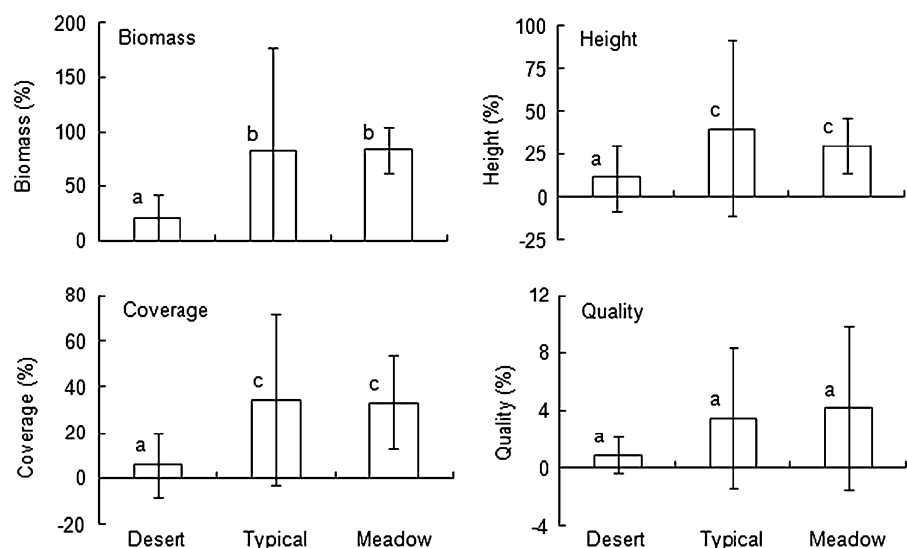 Biomass
Biomass (%)
200
150
100
50
0
a
b
b
Height
Height (%)
100
75
50
25
0
-25
a
c
c
Coverage
Coverage (%)
80
60
40
20
0
-20
a
c
c
Desert Typical Meadow
Quality
Quality (%)
12
8
4
0
-4
a
a
a
Desert Typical Meadow